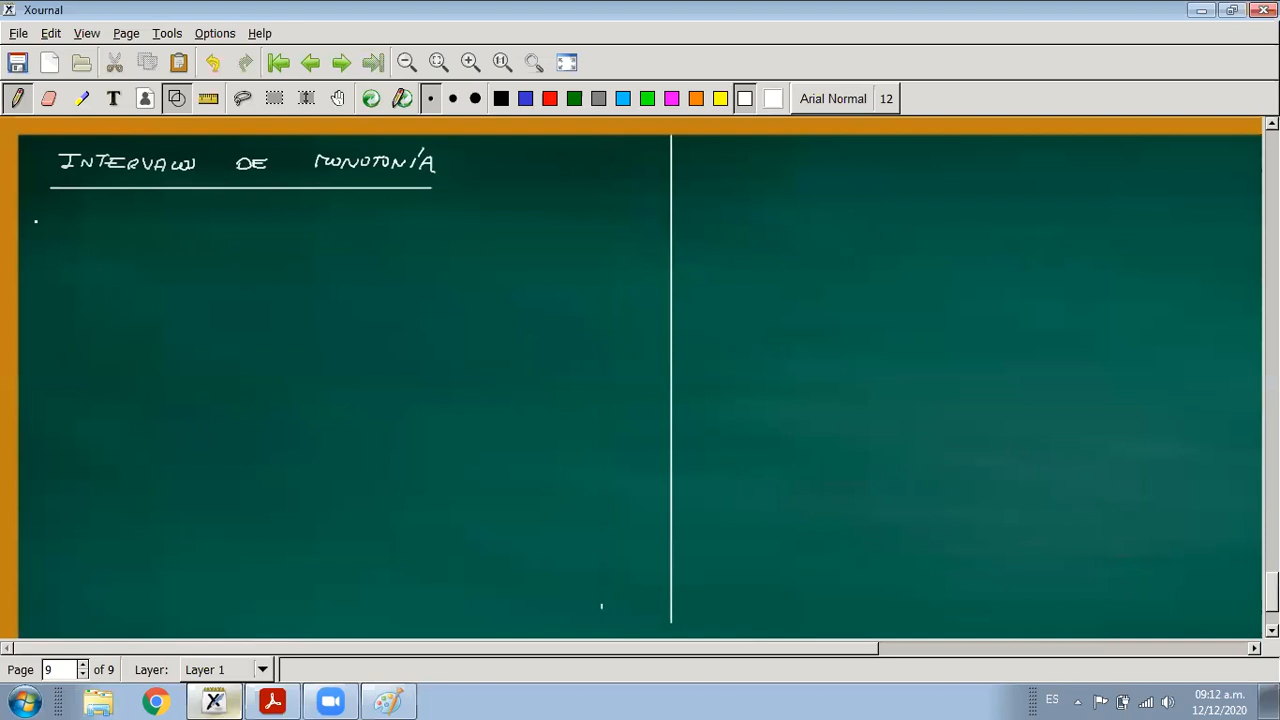 Xournal
File Edit View Page Tools Options Help
Arial Normal 12
INTERVALOS DE MONOTONÍA
Page 9 of 9 Layer: Layer 1
ES 09:12 a.m.
12/12/2020